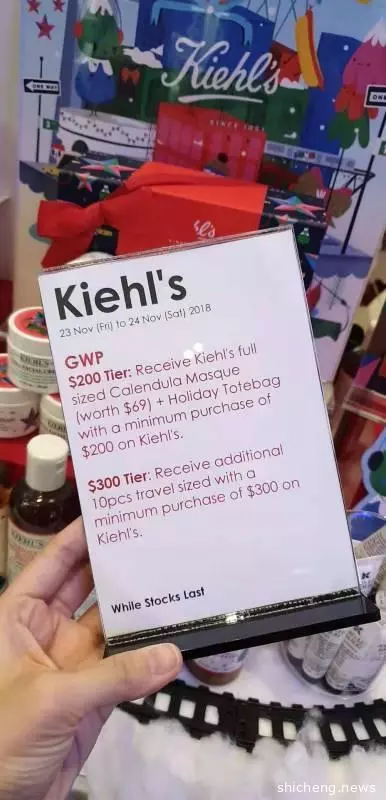 Kiehl's
SINCE 1851
ONE WAY
ONE
Kiehl's
23 Nov (Fri) to 24 Nov (Sat) 2018
GWP
$200 Tier: Receive Kiehl's full
sized Calendula Masque
(worth $69) + Holiday Totebag
with a minimum purchase of
$200 on Kiehl's.
$300 Tier: Receive additional
10pcs travel sized with a
minimum purchase of $300 on
Kiehl's.
While Stocks Last
shicheng.news